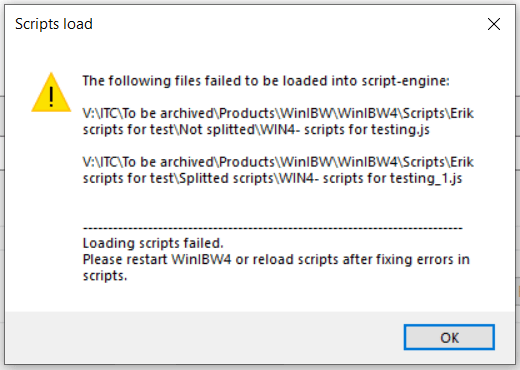 Scripts load
The following files failed to be loaded into script-engine:
V:\ITC\To be archived\Products\WinIBW\WinIBW4\Scripts\Erik
scripts for test\Not splitted\WIN4- scripts for testing.js
V:\ITC\To be archived\Products\WinIBW\WinIBW4\Scripts\Erik
scripts for test\Splitted scripts\WIN4- scripts for testing_1.js
----------------------------------------------------------------------------
Loading scripts failed.
Please restart WinIBW4 or reload scripts after fixing errors in
scripts.
OK